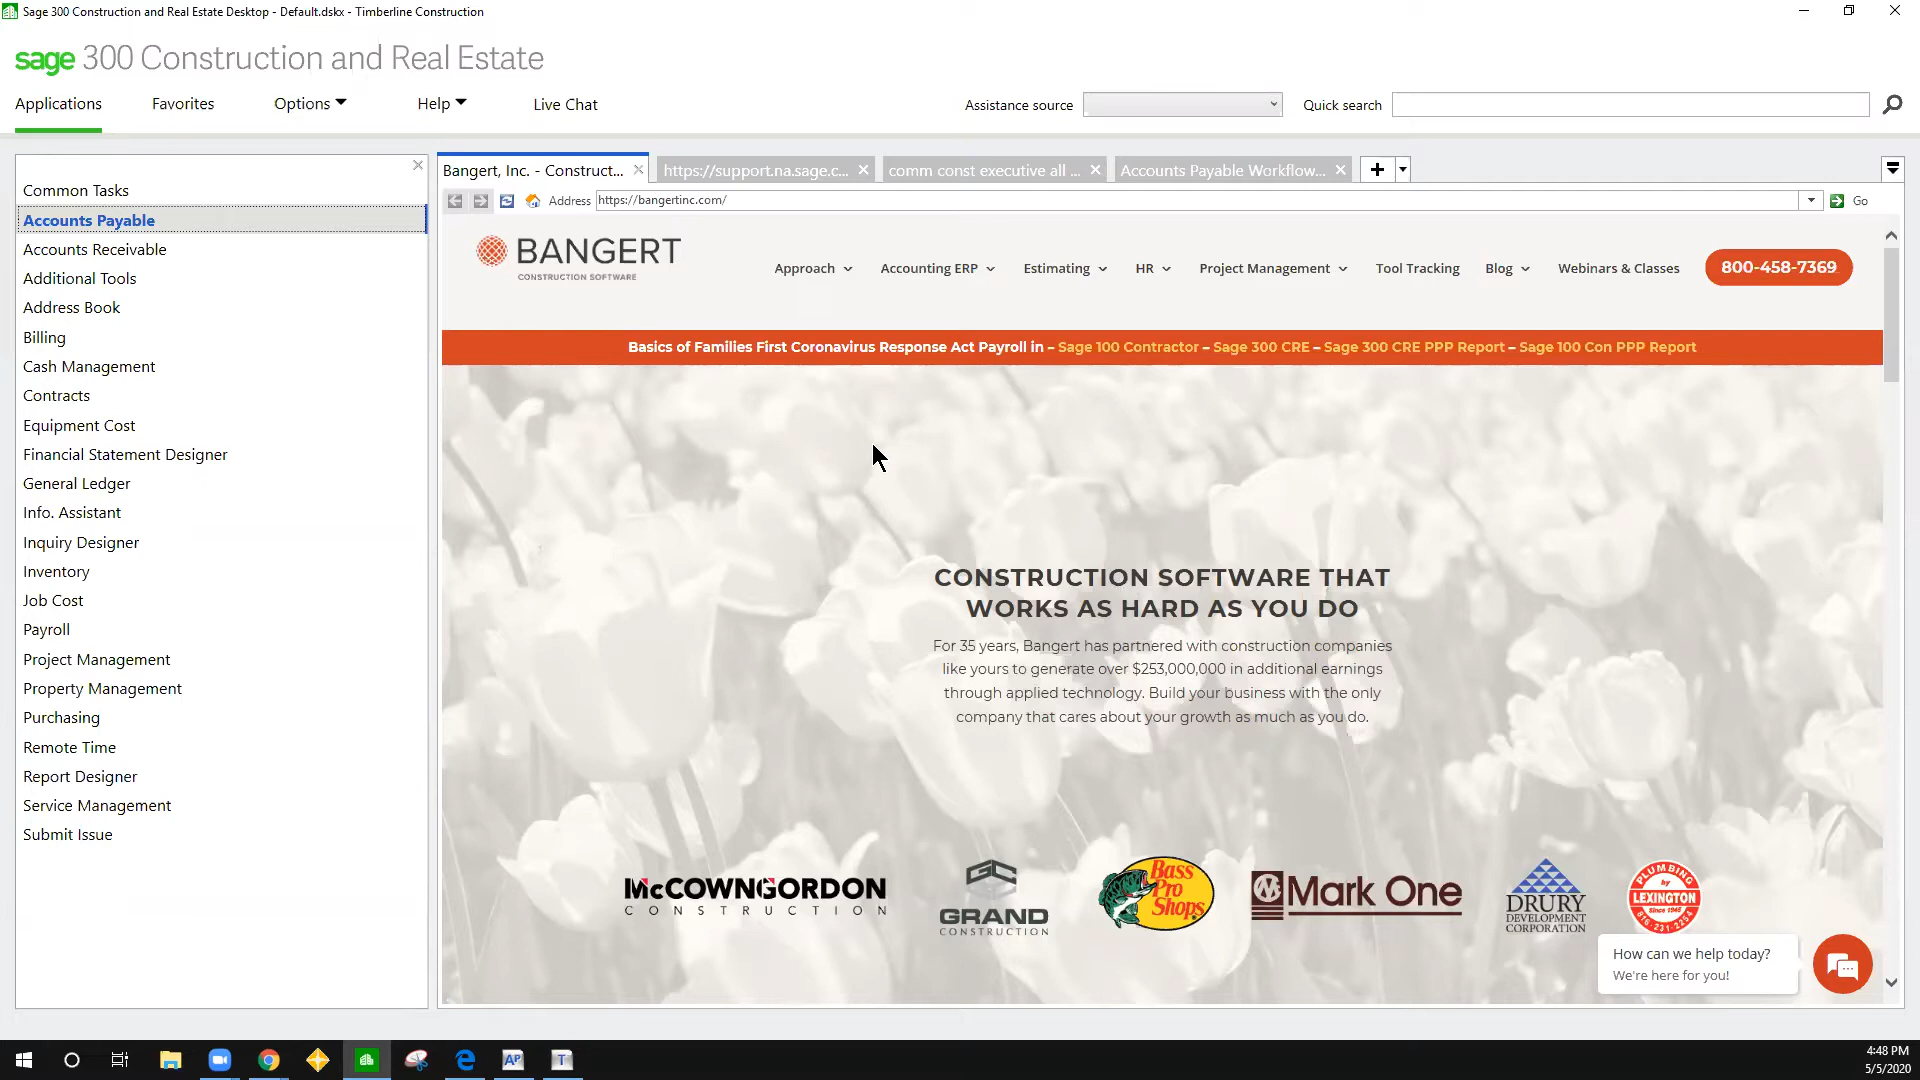 Sage 300 Construction and Real Estate Desktop - Default.dskx - Timberline Construction
sage 300 Construction and Real Estate
Applications Favorites Options Help Live Chat Assistance source Quick search
Common Tasks
Accounts Payable
Accounts Receivable
Additional Tools
Address Book
Billing
Cash Management
Contracts
Equipment Cost
Financial Statement Designer
General Ledger
Info. Assistant
Inquiry Designer
Inventory
Job Cost
Payroll
Project Management
Property Management
Purchasing
Remote Time
Report Designer
Service Management
Submit Issue
Bangert, Inc. - Construct... https://support.na.sage.c... comm const executive all ... Accounts Payable Workflow...
Address https://bangertinc.com/ Go
BANGERT
CONSTRUCTION SOFTWARE
Approach Accounting ERP Estimating HR Project Management Tool Tracking Blog Webinars & Classes 800-458-7369
Basics of Families First Coronavirus Response Act Payroll in – Sage 100 Contractor – Sage 300 CRE – Sage 300 CRE PPP Report – Sage 100 Con PPP Report
CONSTRUCTION SOFTWARE THAT
WORKS AS HARD AS YOU DO
For 35 years, Bangert has partnered with construction companies
like yours to generate over $253,000,000 in additional earnings
through applied technology. Build your business with the only
company that cares about your growth as much as you do.
McCOWNGORDON
CONSTRUCTION
GC
GRAND
CONSTRUCTION
Bass
Pro
Shops
Mark One
DRURY
DEVELOPMENT
CORPORATION
PLUMBING
by
LEXINGTON
Since 1945
816-231-2254
How can we help today?
We're here for you!
AP T
4:48 PM
5/5/2020